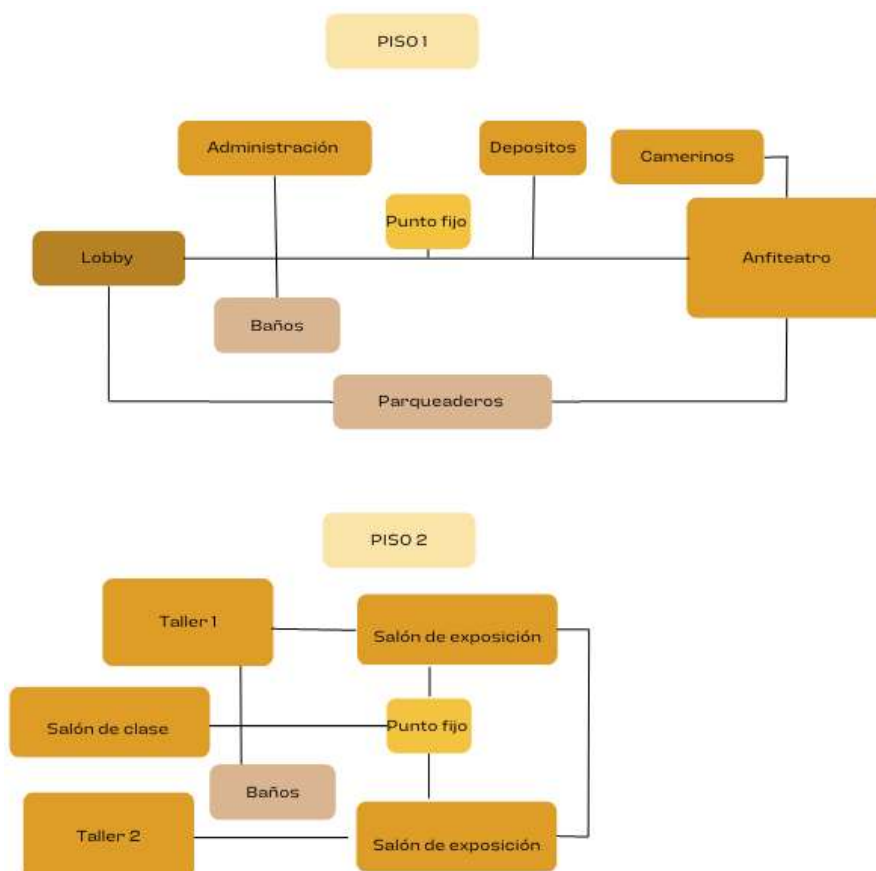 PISO 1
Administración
Depositos
Camerinos
Punto fijo
Lobby
Anfiteatro
Baños
Parqueaderos
PISO 2
Taller 1
Salón de exposición
Salón de clase
Punto fijo
Baños
Taller 2
Salón de exposición